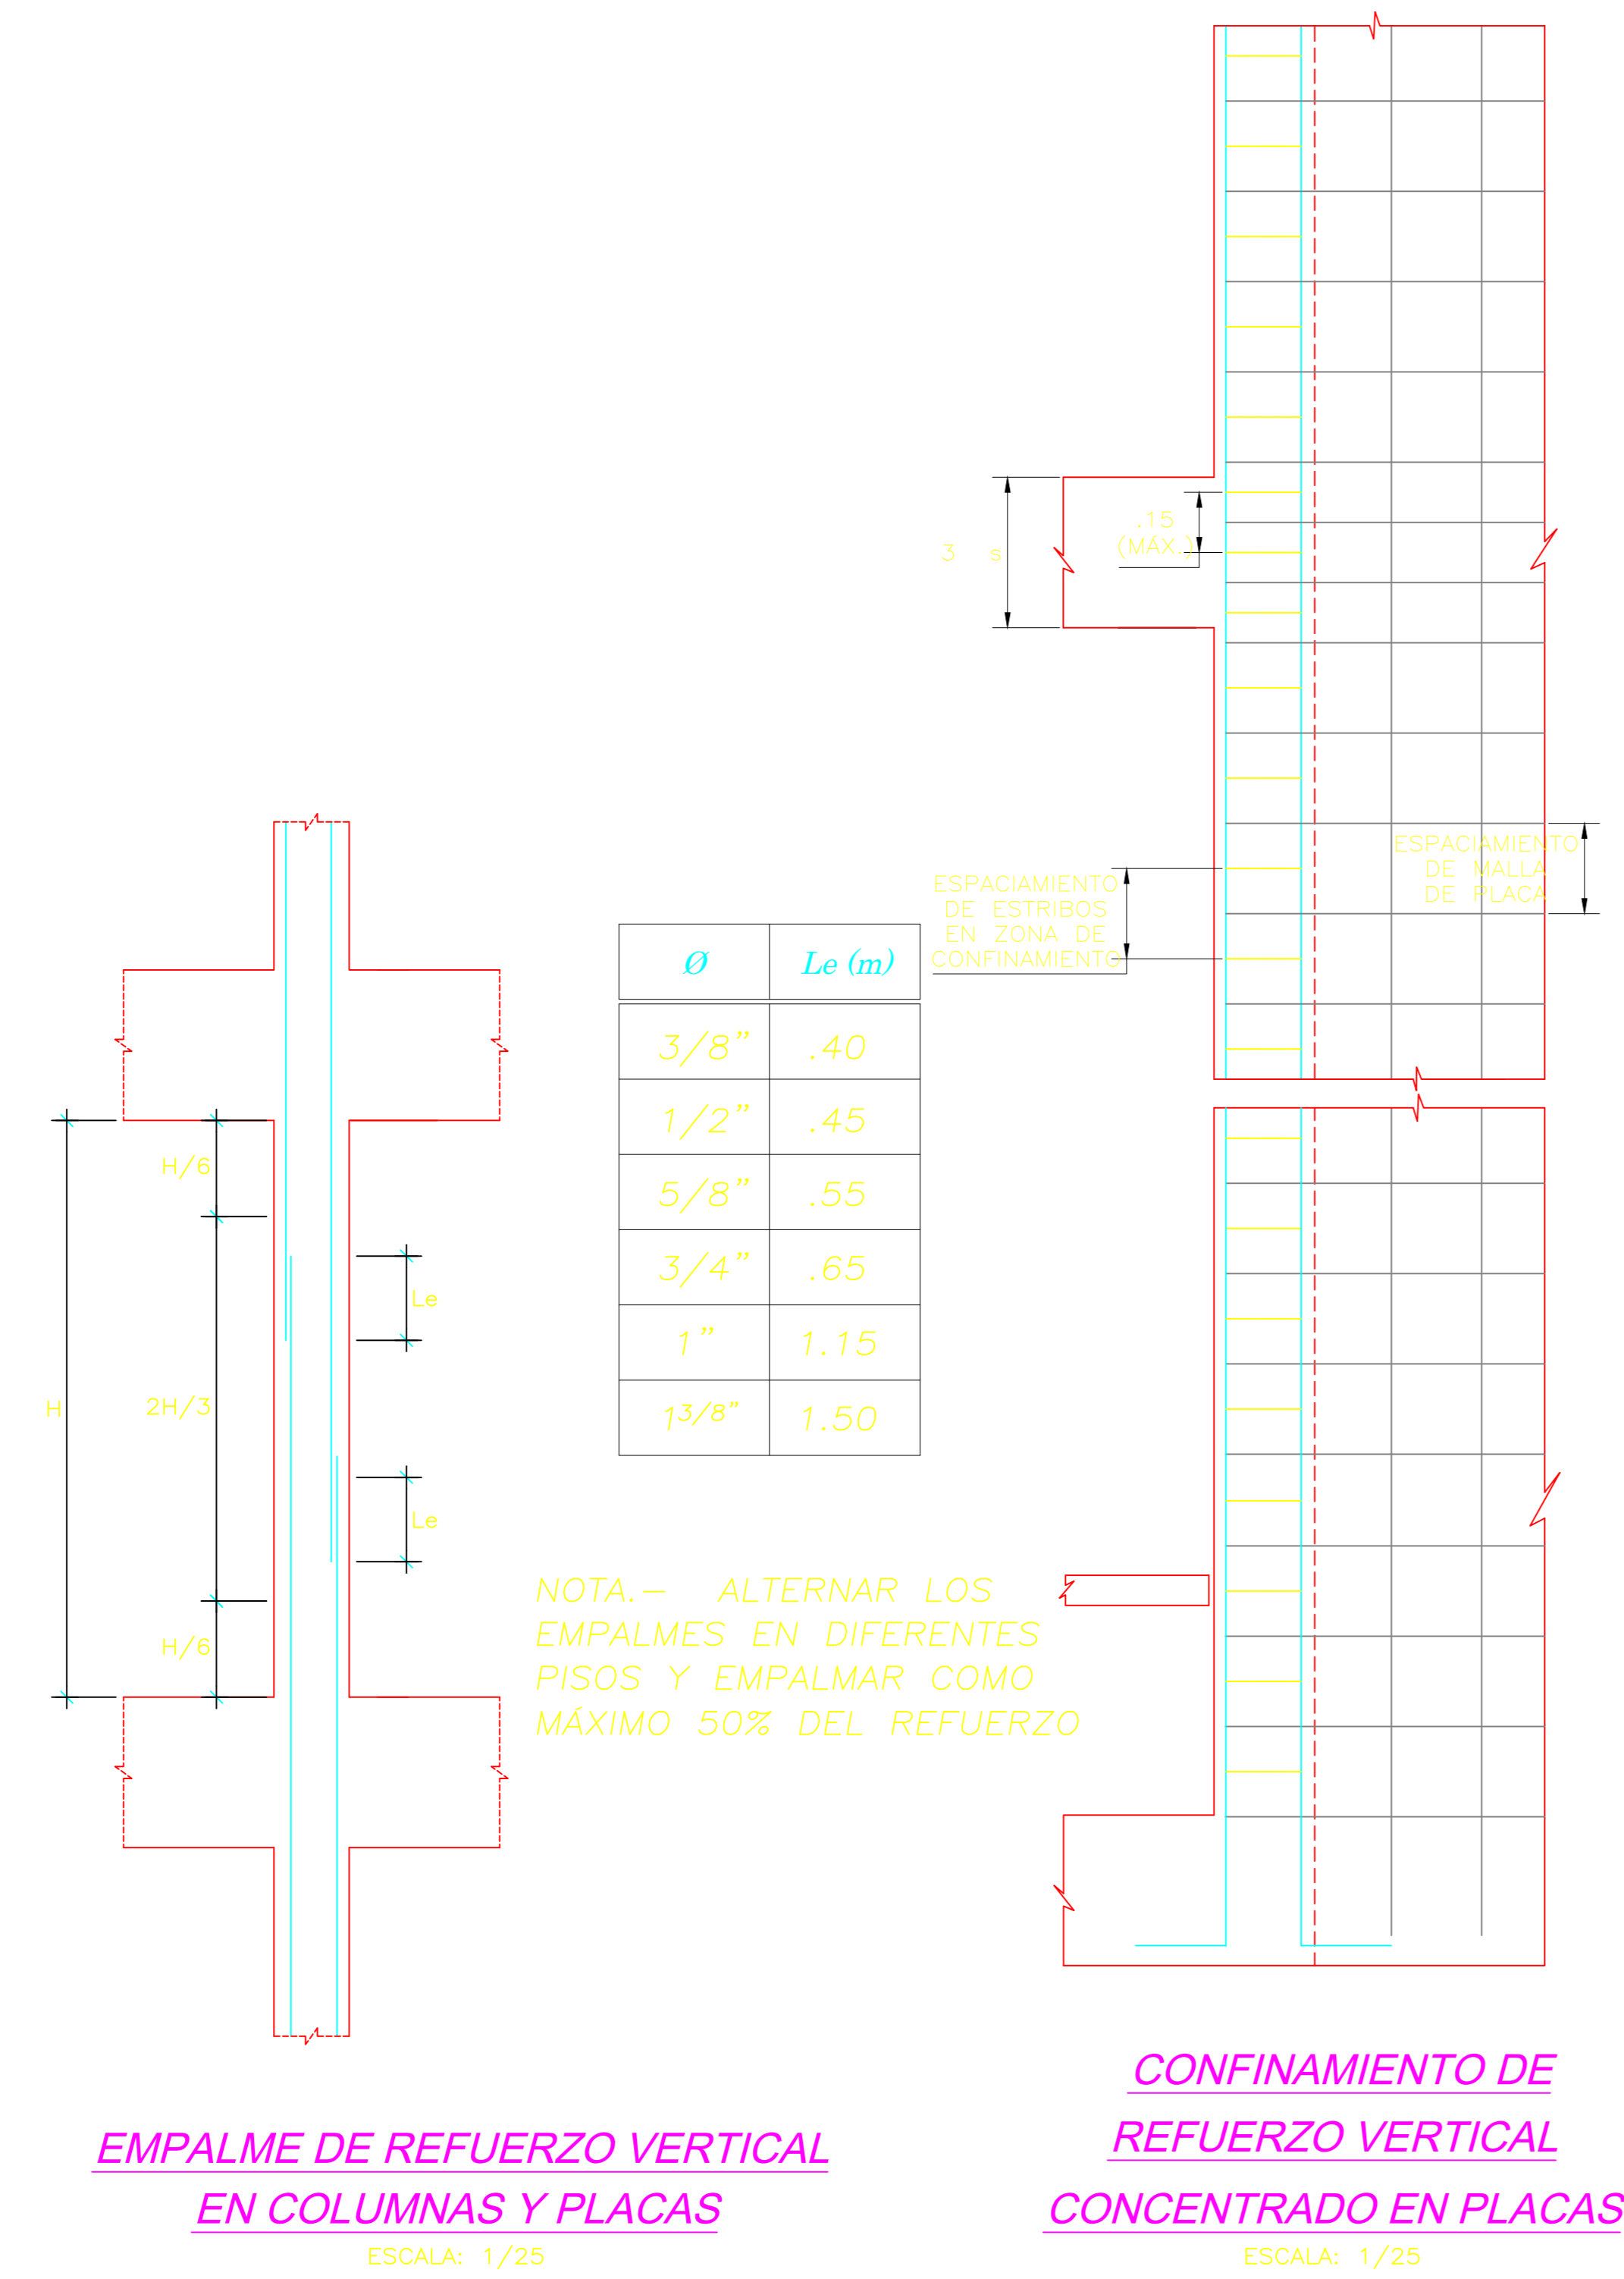 3 s
.15
(MÁX.)
ESPACIAMIENTO
DE MALLA
DE PLACA
ESPACIAMIENTO
DE ESTRIBOS
EN ZONA DE
CONFINAMIENTO
Ø Le (m)
3/8" .40
1/2" .45
5/8" .55
3/4" .65
1" 1.15
1 3/8" 1.50
H/6
Le
H
2H/3
Le
H/6
NOTA.- ALTERNAR LOS
EMPALMES EN DIFERENTES
PISOS Y EMPALMAR COMO
MÁXIMO 50% DEL REFUERZO
EMPALME DE REFUERZO VERTICAL
EN COLUMNAS Y PLACAS
ESCALA: 1/25
CONFINAMIENTO DE
REFUERZO VERTICAL
CONCENTRADO EN PLACAS
ESCALA: 1/25